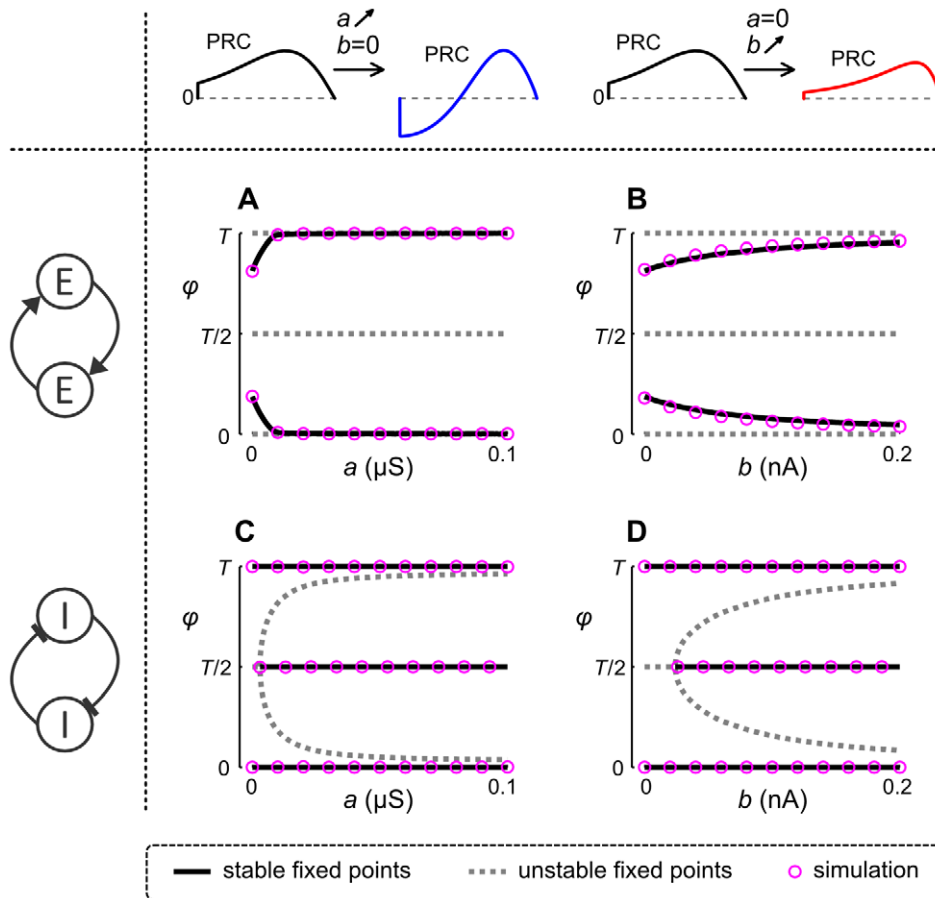 PRC
a ↗
b=0
PRC
0
PRC
a=0
b ↗
PRC
0
A
T
φ
T/2
0
0
a (μS)
0.1
B
T
φ
T/2
0
0
b (nA)
0.2
E
E
C
T
φ
T/2
0
0
a (μS)
0.1
D
T
φ
T/2
0
0
b (nA)
0.2
I
I
stable fixed points unstable fixed points simulation